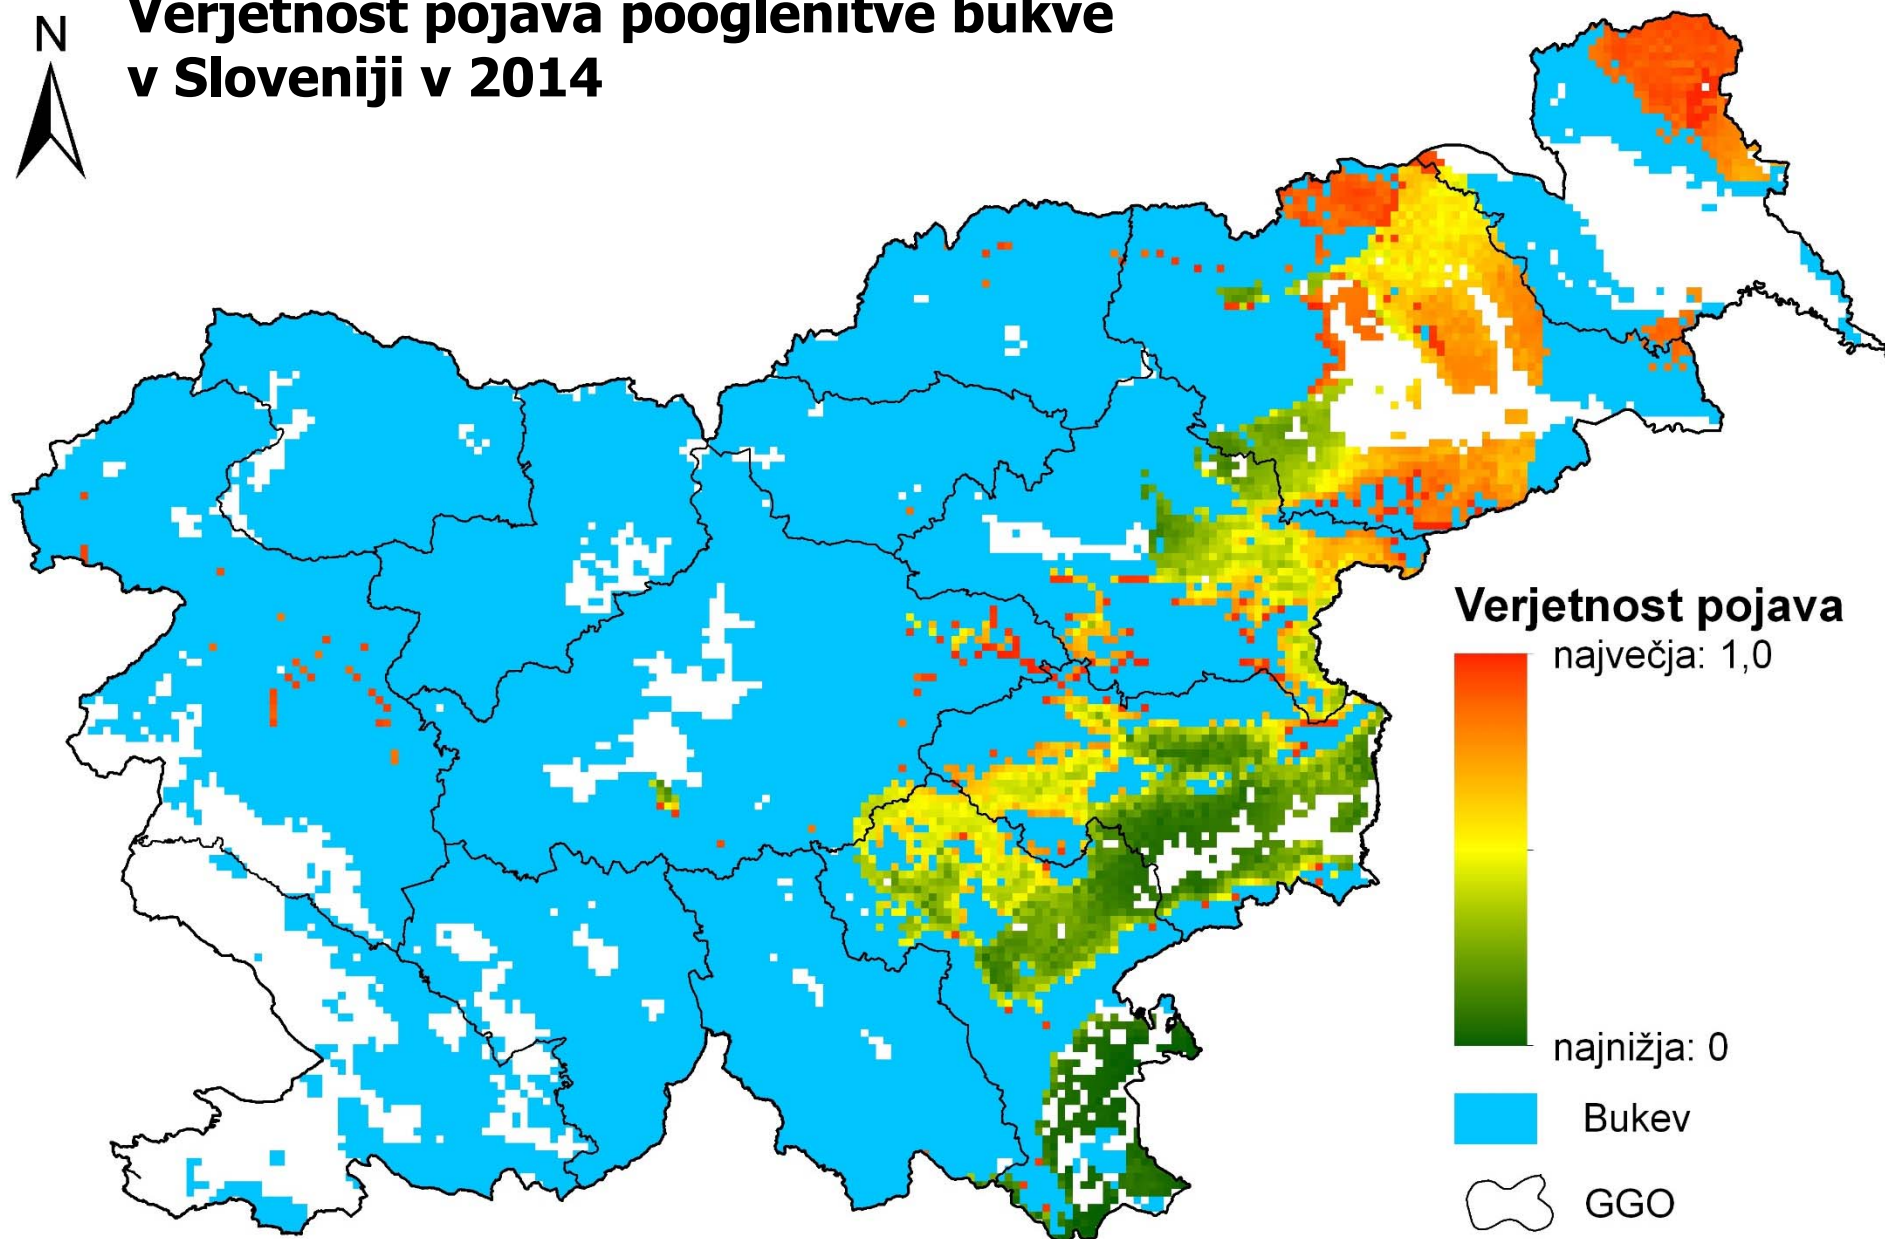 Verjetnost pojava pooglenitve bukve
v Sloveniji v 2014
N
Verjetnost pojava
največja: 1,0
najnižja: 0
Bukev
GGO